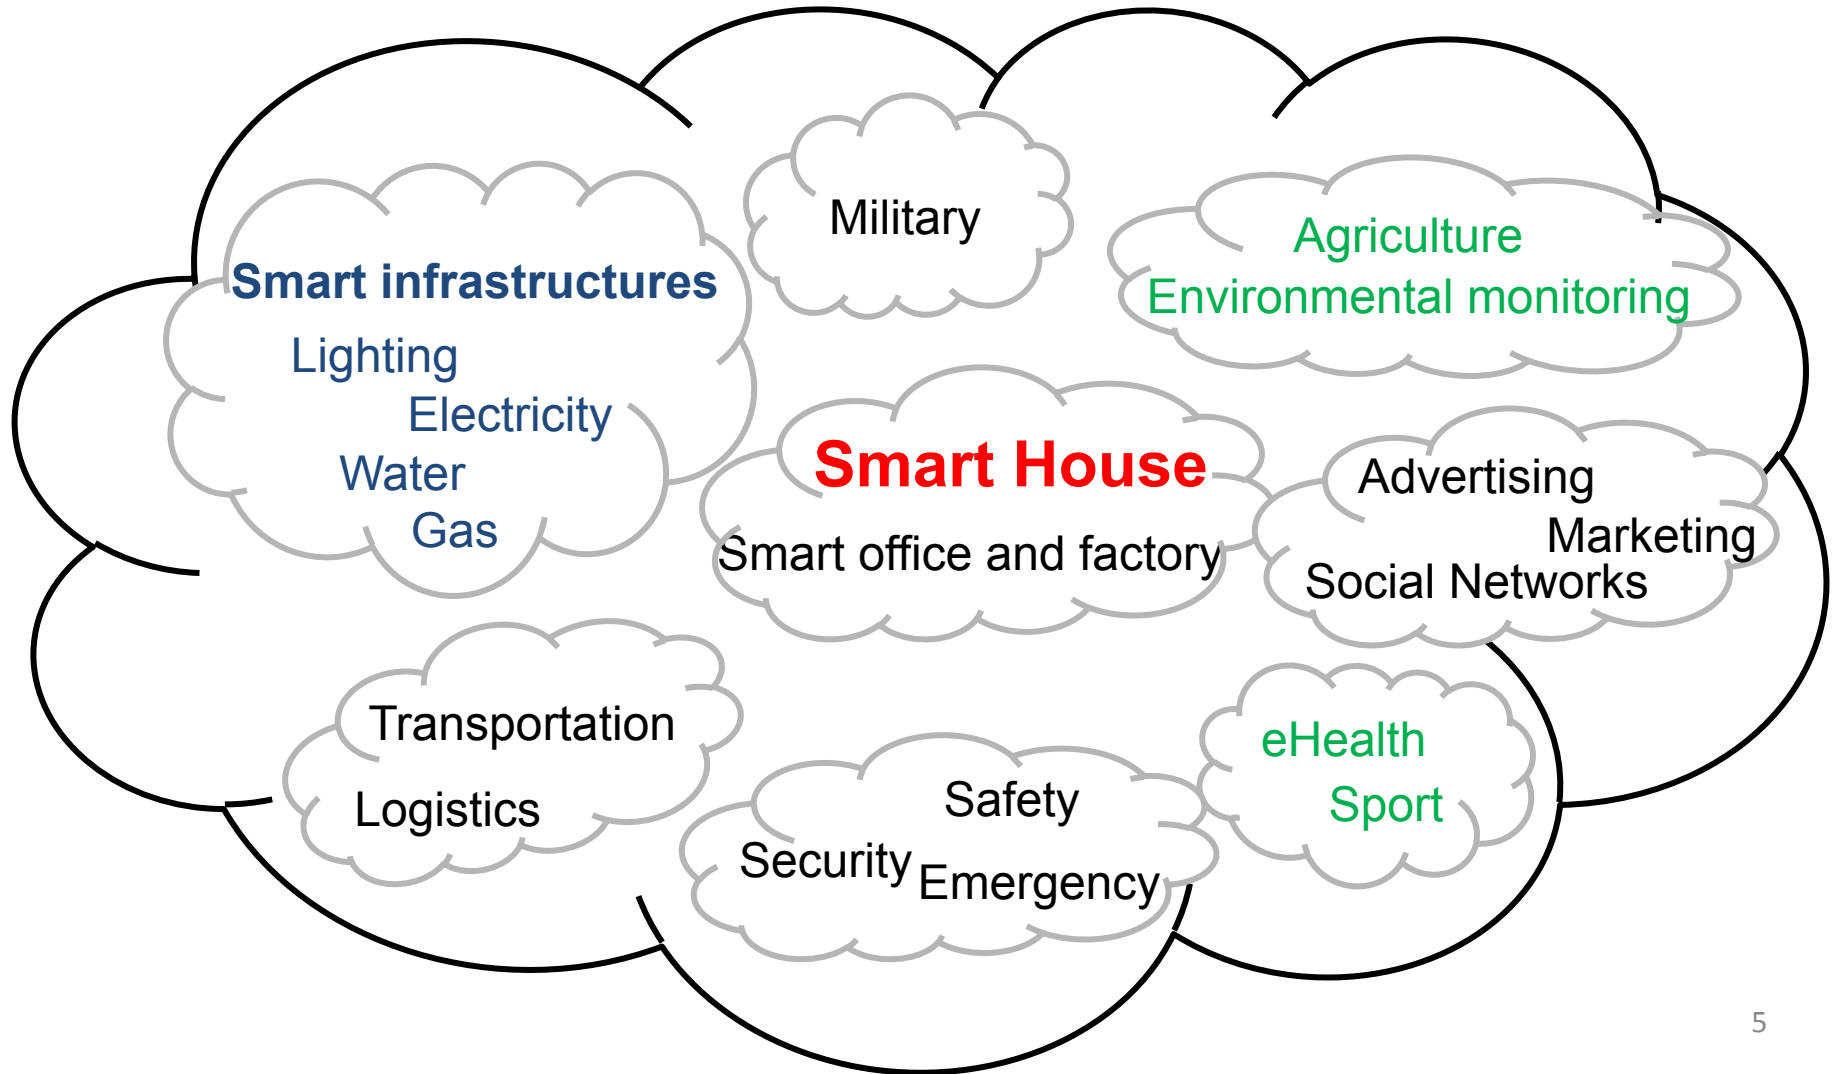 Military
Agriculture
Environmental monitoring
Smart infrastructures
Lighting
Electricity
Water
Gas
Smart House
Smart office and factory
Advertising
Marketing
Social Networks
Transportation
Logistics
Safety
Security
Emergency
eHealth
Sport
5